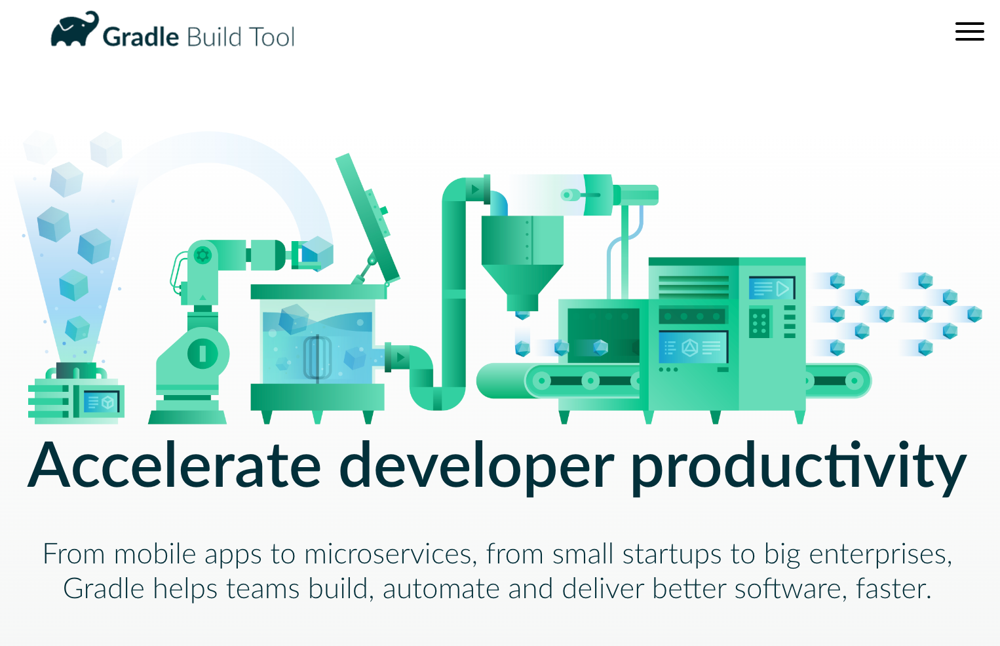 Gradle Build Tool
Accelerate developer productivity
From mobile apps to microservices, from small startups to big enterprises,
Gradle helps teams build, automate and deliver better software, faster.